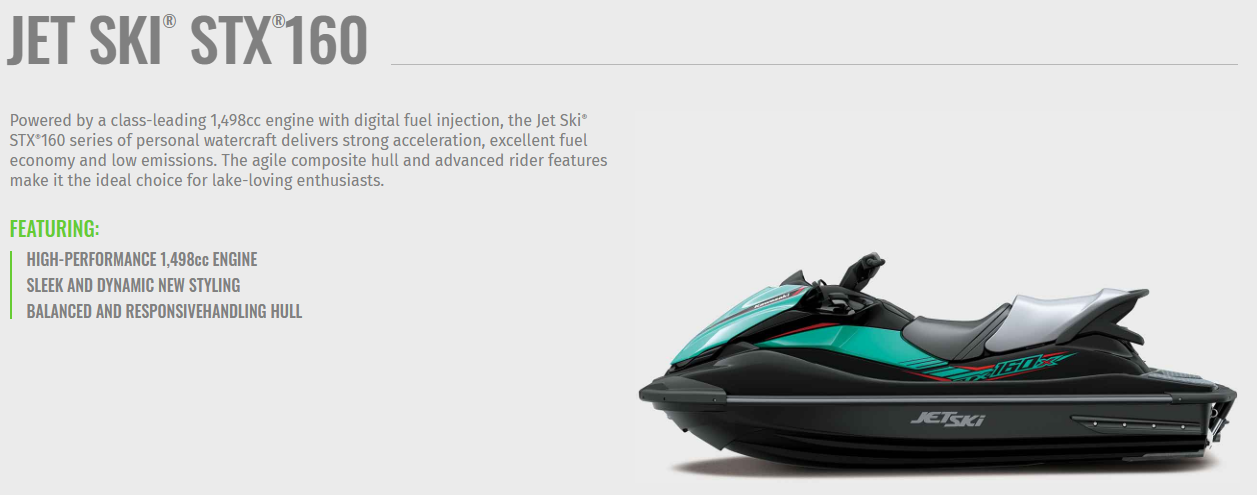 JET SKI® STX®160
Powered by a class-leading 1,498cc engine with digital fuel injection, the Jet Ski®
STX®160 series of personal watercraft delivers strong acceleration, excellent fuel
economy and low emissions. The agile composite hull and advanced rider features
make it the ideal choice for lake-loving enthusiasts.
FEATURING:
HIGH-PERFORMANCE 1,498cc ENGINE
SLEEK AND DYNAMIC NEW STYLING
BALANCED AND RESPONSIVEHANDLING HULL
Kawasaki
160X
JETSKI